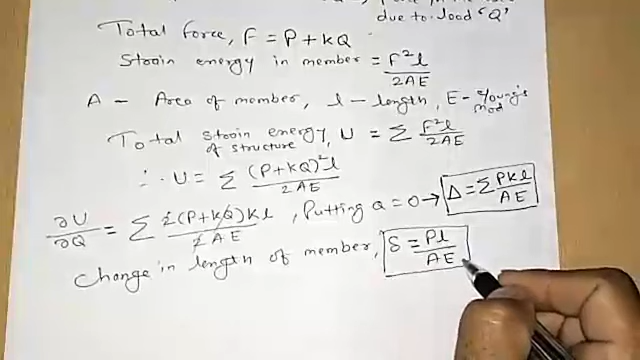 due to load 'Q'
Total force, F = P + kQ
Strain energy in member = F²l / 2AE
A - Area of member, l - length, E - Young's mod
Total strain energy of structure, U = Σ F²l / 2AE
∴ U = Σ (P+kQ)²l / 2AE
∂U/∂Q = Σ 2(P+kQ)kl / 2AE, Putting Q = 0 → Δ = Σ Pkl / AE
Change in length of member, δ = Pl / AE